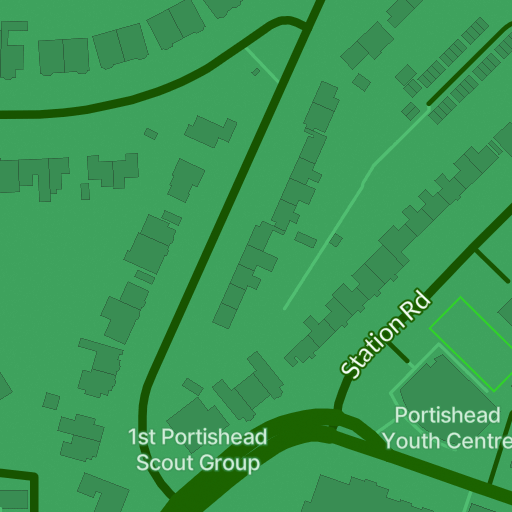 Station Rd
Portishead
Youth Centre
1st Portishead
Scout Group